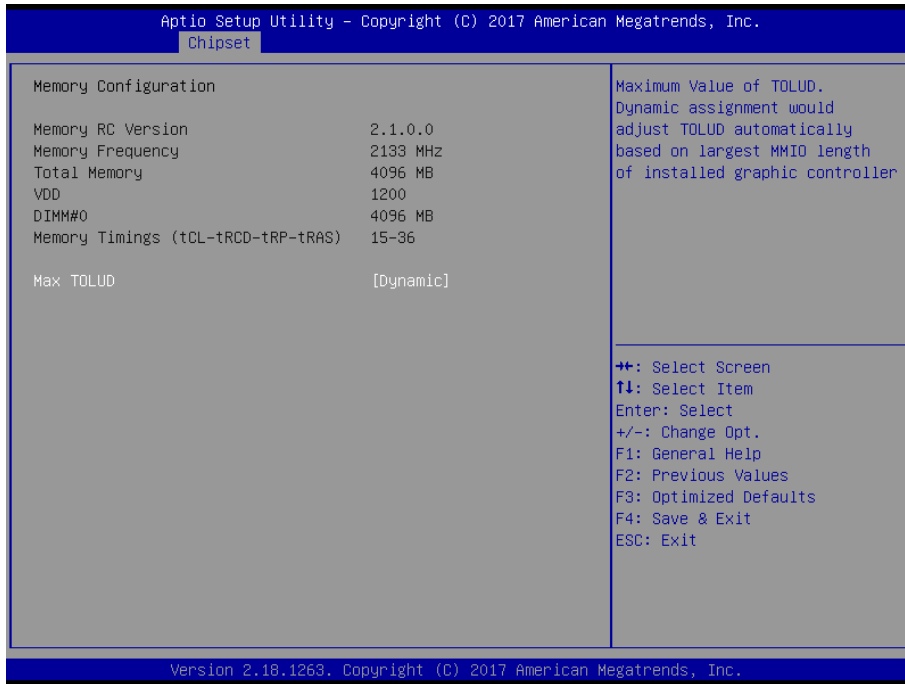 Aptio Setup Utility – Copyright (C) 2017 American Megatrends, Inc.
Chipset
Memory Configuration
Memory RC Version 2.1.0.0
Memory Frequency 2133 MHz
Total Memory 4096 MB
VDD 1200
DIMM#0 4096 MB
Memory Timings (tCL-tRCD-tRP-tRAS) 15-36
Max TOLUD [Dynamic]
Maximum Value of TOLUD.
Dynamic assignment would
adjust TOLUD automatically
based on largest MMIO length
of installed graphic controller
→←: Select Screen
↑↓: Select Item
Enter: Select
+/-: Change Opt.
F1: General Help
F2: Previous Values
F3: Optimized Defaults
F4: Save & Exit
ESC: Exit
Version 2.18.1263. Copyright (C) 2017 American Megatrends, Inc.